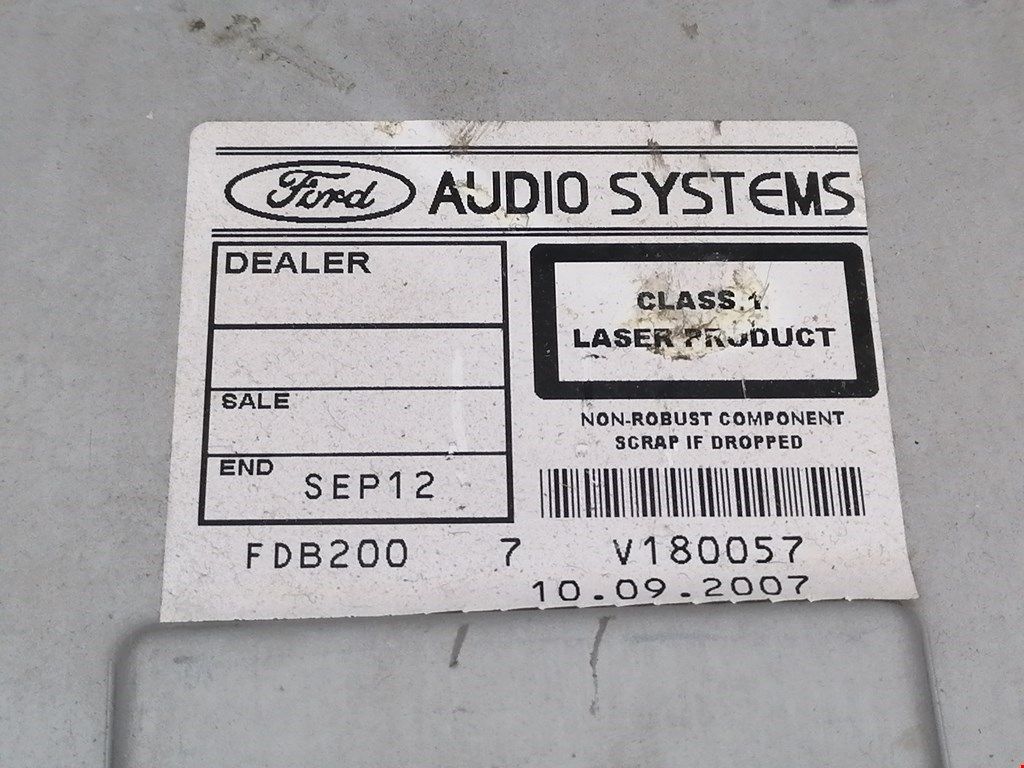 Ford AUDIO SYSTEMS
DEALER
SALE
END SEP12
CLASS 1
LASER PRODUCT
NON-ROBUST COMPONENT
SCRAP IF DROPPED
FDB200 7 V180057
10.09.2007